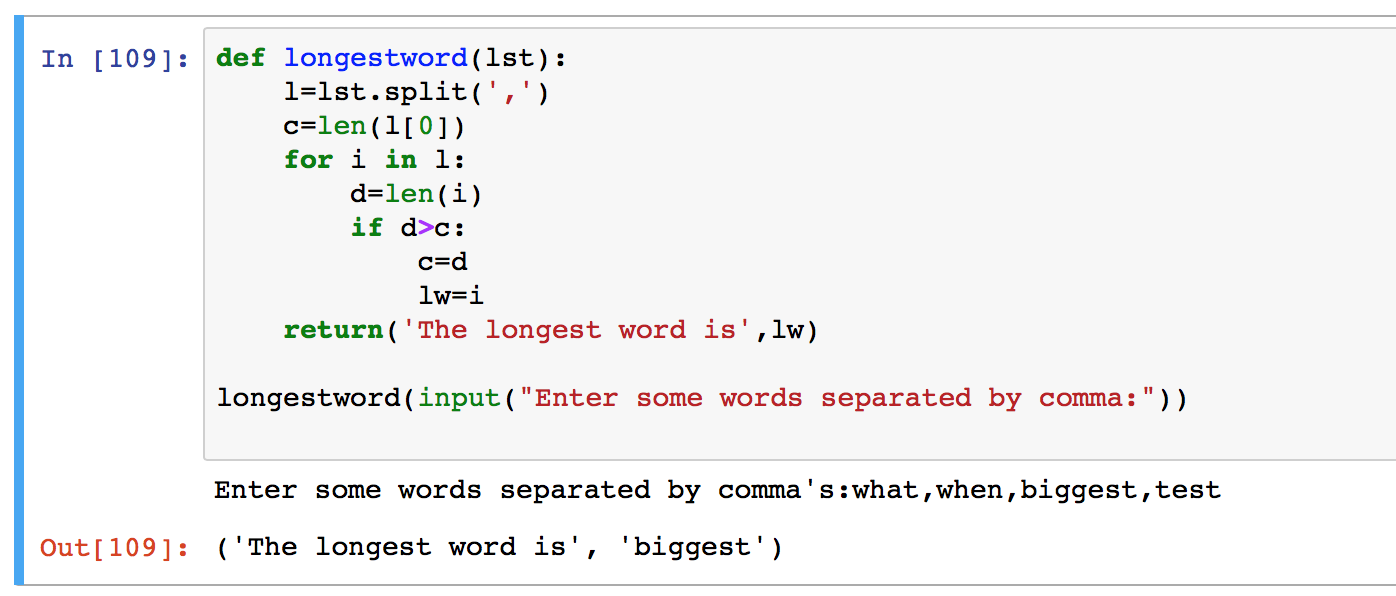 In [109]: def longestword(lst):
    l=lst.split(',')
    c=len(l[0])
    for i in l:
        d=len(i)
        if d>c:
            c=d
            lw=i
    return('The longest word is',lw)
longestword(input("Enter some words separated by comma:"))
Enter some words separated by comma's:what,when,biggest,test
Out[109]: ('The longest word is', 'biggest')